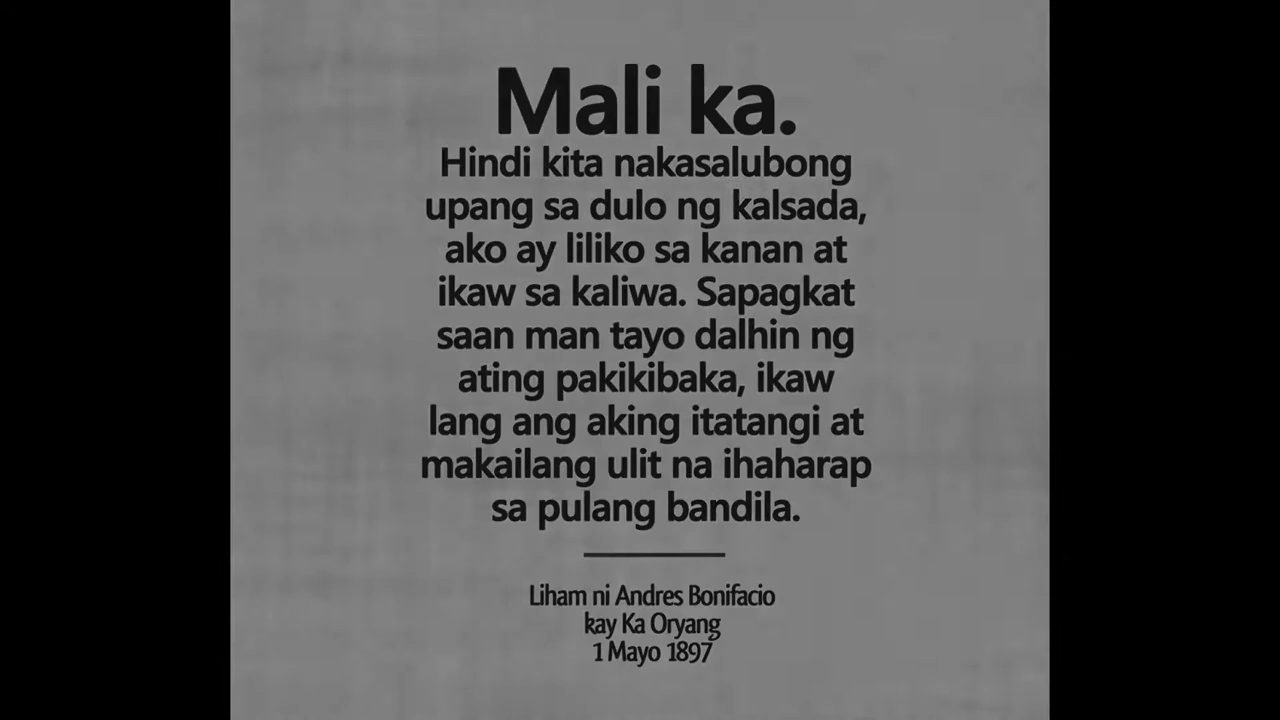 Mali ka.
Hindi kita nakasalubong
upang sa dulo ng kalsada,
ako ay liliko sa kanan at
ikaw sa kaliwa. Sapagkat
saan man tayo dalhin ng
ating pakikibaka, ikaw
lang ang aking itatangi at
makailang ulit na ihaharap
sa pulang bandila.
Liham ni Andres Bonifacio
kay Ka Oryang
1 Mayo 1897